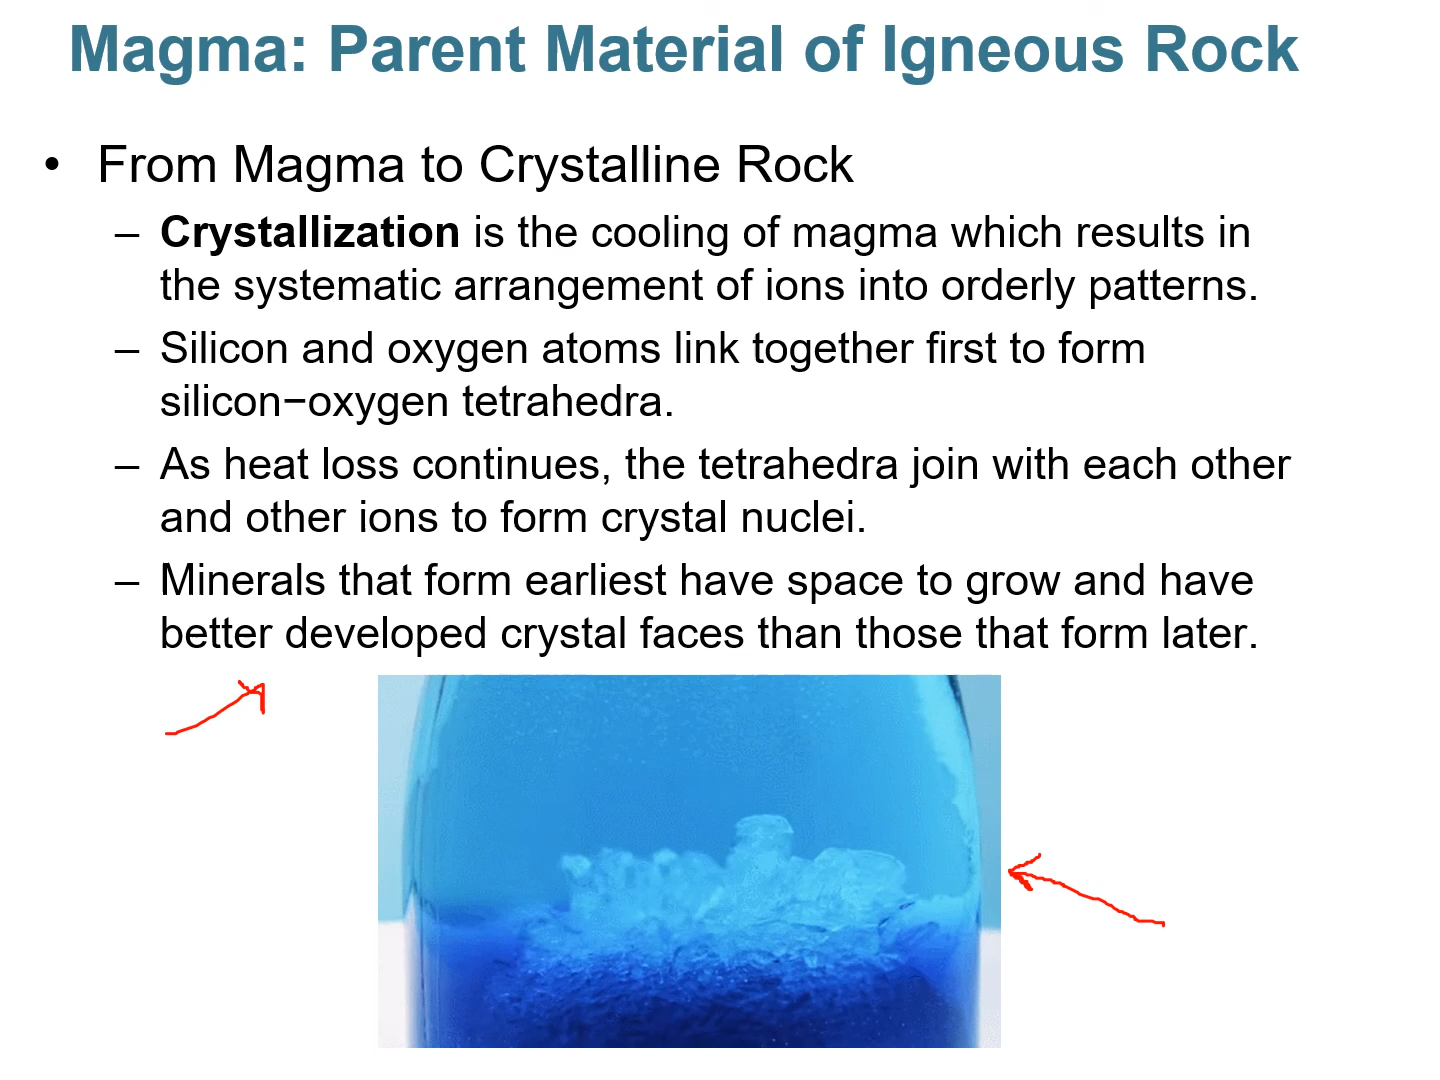 Magma: Parent Material of Igneous Rock
• From Magma to Crystalline Rock
– Crystallization is the cooling of magma which results in
the systematic arrangement of ions into orderly patterns.
– Silicon and oxygen atoms link together first to form
silicon−oxygen tetrahedra.
– As heat loss continues, the tetrahedra join with each other
and other ions to form crystal nuclei.
– Minerals that form earliest have space to grow and have
better developed crystal faces than those that form later.